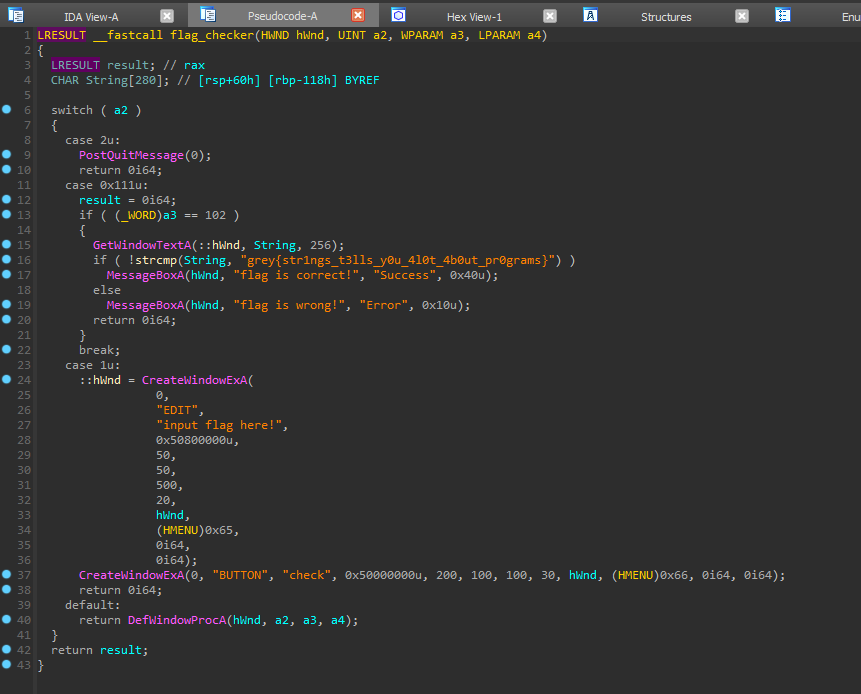 IDA View-A Pseudocode-A Hex View-1 Structures Enu
1 LRESULT __fastcall flag_checker(HWND hWnd, UINT a2, WPARAM a3, LPARAM a4)
2 {
3 LRESULT result; // rax
4 CHAR String[280]; // [rsp+60h] [rbp-118h] BYREF
5
6 switch ( a2 )
7 {
8 case 2u:
9 PostQuitMessage(0);
10 return 0i64;
11 case 0x111u:
12 result = 0i64;
13 if ( (_WORD)a3 == 102 )
14 {
15 GetWindowTextA(::hWnd, String, 256);
16 if ( !strcmp(String, "grey{str1ngs_t3lls_y0u_4l0t_4b0ut_pr0grams}") )
17 MessageBoxA(hWnd, "flag is correct!", "Success", 0x40u);
18 else
19 MessageBoxA(hWnd, "flag is wrong!", "Error", 0x10u);
20 return 0i64;
21 }
22 break;
23 case 1u:
24 ::hWnd = CreateWindowExA(
25 0,
26 "EDIT",
27 "input flag here!",
28 0x50800000u,
29 50,
30 50,
31 500,
32 20,
33 hWnd,
34 (HMENU)0x65,
35 0i64,
36 0i64);
37 CreateWindowExA(0, "BUTTON", "check", 0x50000000u, 200, 100, 100, 30, hWnd, (HMENU)0x66, 0i64, 0i64);
38 return 0i64;
39 default:
40 return DefWindowProcA(hWnd, a2, a3, a4);
41 }
42 return result;
43 }